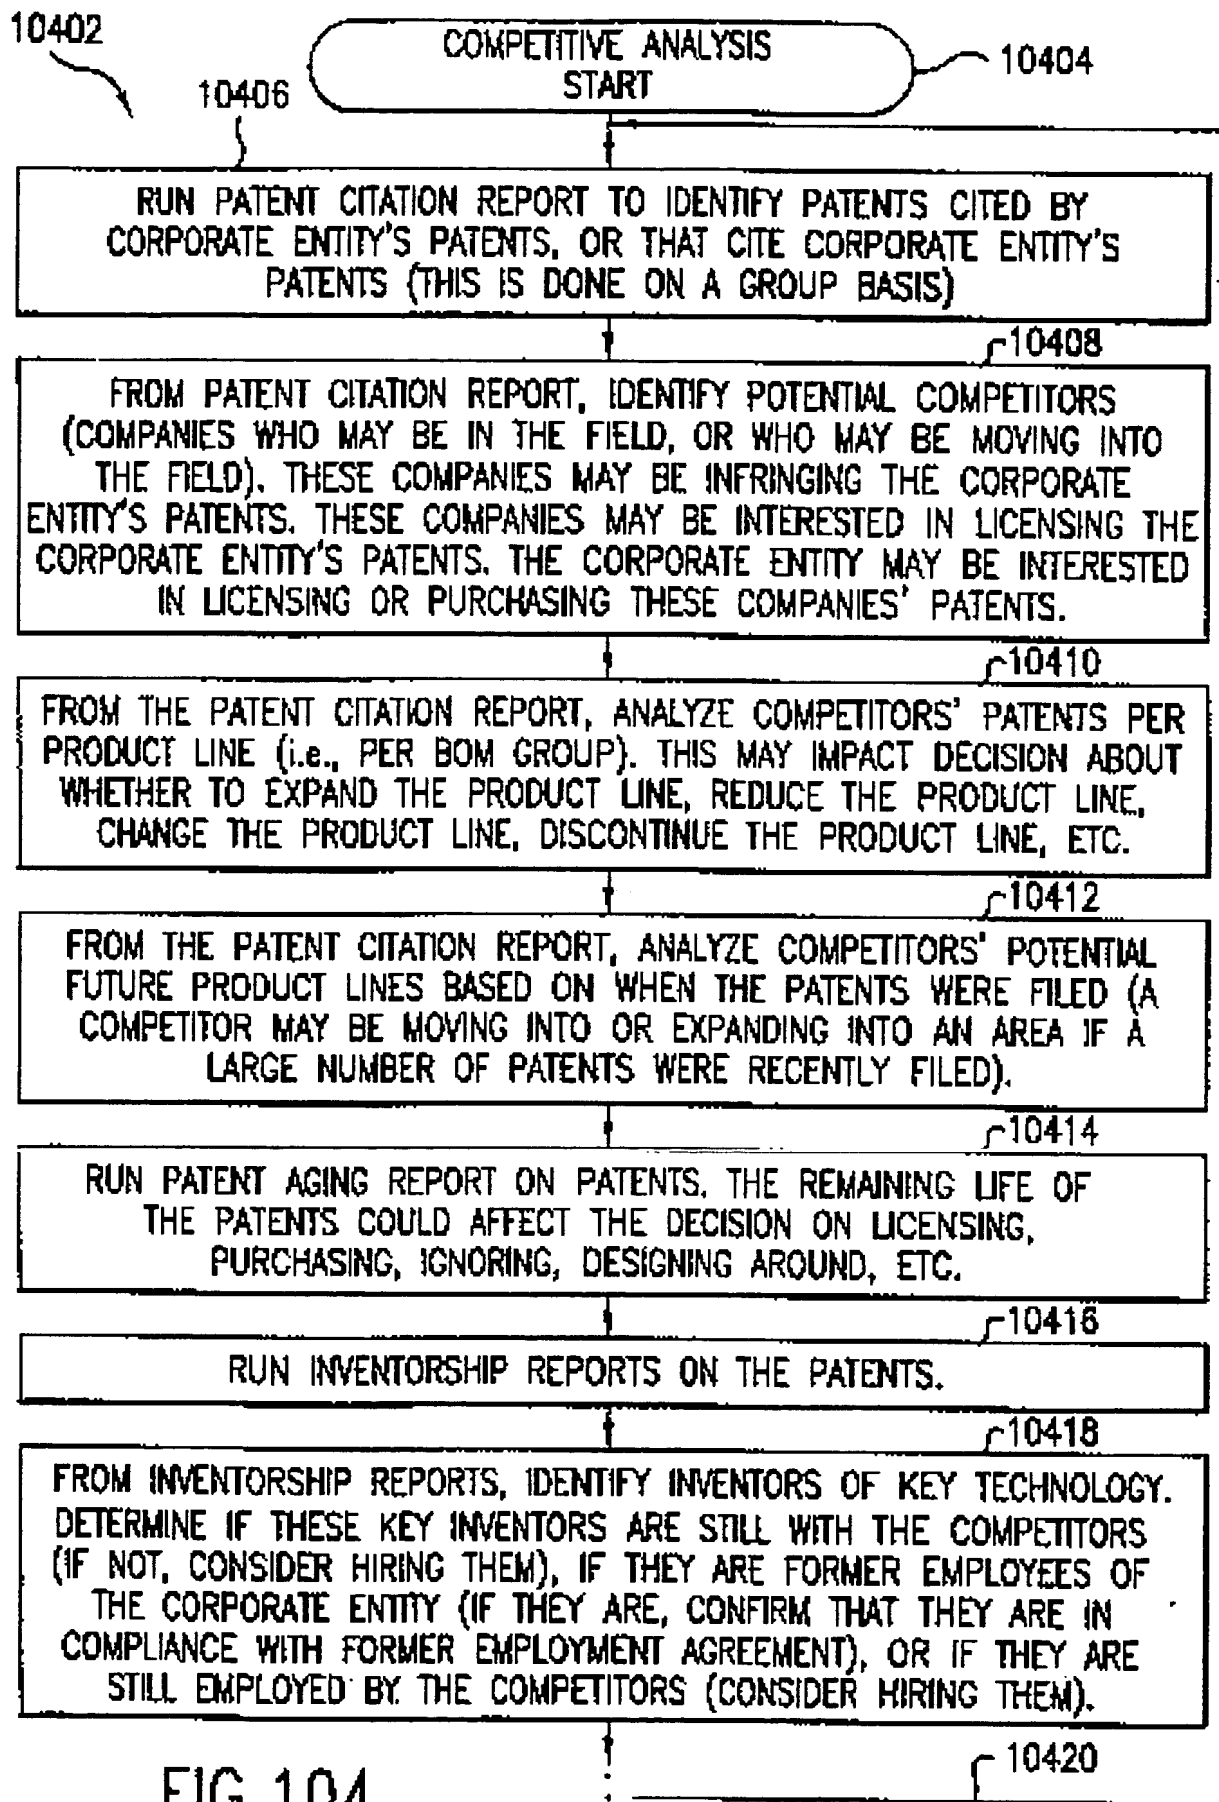 10402
COMPETITIVE ANALYSIS
START
10404
10406
RUN PATENT CITATION REPORT TO IDENTIFY PATENTS CITED BY
CORPORATE ENTITY'S PATENTS, OR THAT CITE CORPORATE ENTITY'S
PATENTS (THIS IS DONE ON A GROUP BASIS)
10408
FROM PATENT CITATION REPORT, IDENTIFY POTENTIAL COMPETITORS
(COMPANIES WHO MAY BE IN THE FIELD, OR WHO MAY BE MOVING INTO
THE FIELD). THESE COMPANIES MAY BE INFRINGING THE CORPORATE
ENTITY'S PATENTS. THESE COMPANIES MAY BE INTERESTED IN LICENSING THE
CORPORATE ENTITY'S PATENTS. THE CORPORATE ENTITY MAY BE INTERESTED
IN LICENSING OR PURCHASING THESE COMPANIES' PATENTS.
10410
FROM THE PATENT CITATION REPORT, ANALYZE COMPETITORS' PATENTS PER
PRODUCT LINE (i.e., PER BOM GROUP). THIS MAY IMPACT DECISION ABOUT
WHETHER TO EXPAND THE PRODUCT LINE, REDUCE THE PRODUCT LINE,
CHANGE THE PRODUCT LINE, DISCONTINUE THE PRODUCT LINE, ETC.
10412
FROM THE PATENT CITATION REPORT, ANALYZE COMPETITORS' POTENTIAL
FUTURE PRODUCT LINES BASED ON WHEN THE PATENTS WERE FILED (A
COMPETITOR MAY BE MOVING INTO OR EXPANDING INTO AN AREA IF A
LARGE NUMBER OF PATENTS WERE RECENTLY FILED).
10414
RUN PATENT AGING REPORT ON PATENTS. THE REMAINING LIFE OF
THE PATENTS COULD AFFECT THE DECISION ON LICENSING,
PURCHASING, IGNORING, DESIGNING AROUND, ETC.
10416
RUN INVENTORSHIP REPORTS ON THE PATENTS.
10418
FROM INVENTORSHIP REPORTS, IDENTIFY INVENTORS OF KEY TECHNOLOGY.
DETERMINE IF THESE KEY INVENTORS ARE STILL WITH THE COMPETITORS
(IF NOT, CONSIDER HIRING THEM), IF THEY ARE FORMER EMPLOYEES OF
THE CORPORATE ENTITY (IF THEY ARE, CONFIRM THAT THEY ARE IN
COMPLIANCE WITH FORMER EMPLOYMENT AGREEMENT), OR IF THEY ARE
STILL EMPLOYED BY THE COMPETITORS (CONSIDER HIRING THEM).
10420
FIG. 104